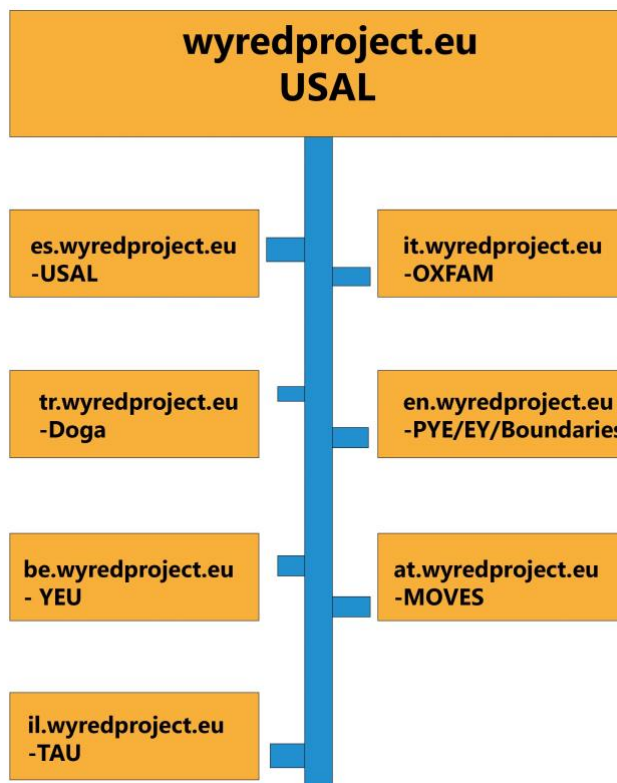 wyredproject.eu
USAL
es.wyredproject.eu
-USAL
it.wyredproject.eu
-OXFAM
tr.wyredproject.eu
-Doga
en.wyredproject.eu
-PYE/EY/Boundaries
be.wyredproject.eu
- YEU
at.wyredproject.eu
-MOVES
il.wyredproject.eu
-TAU